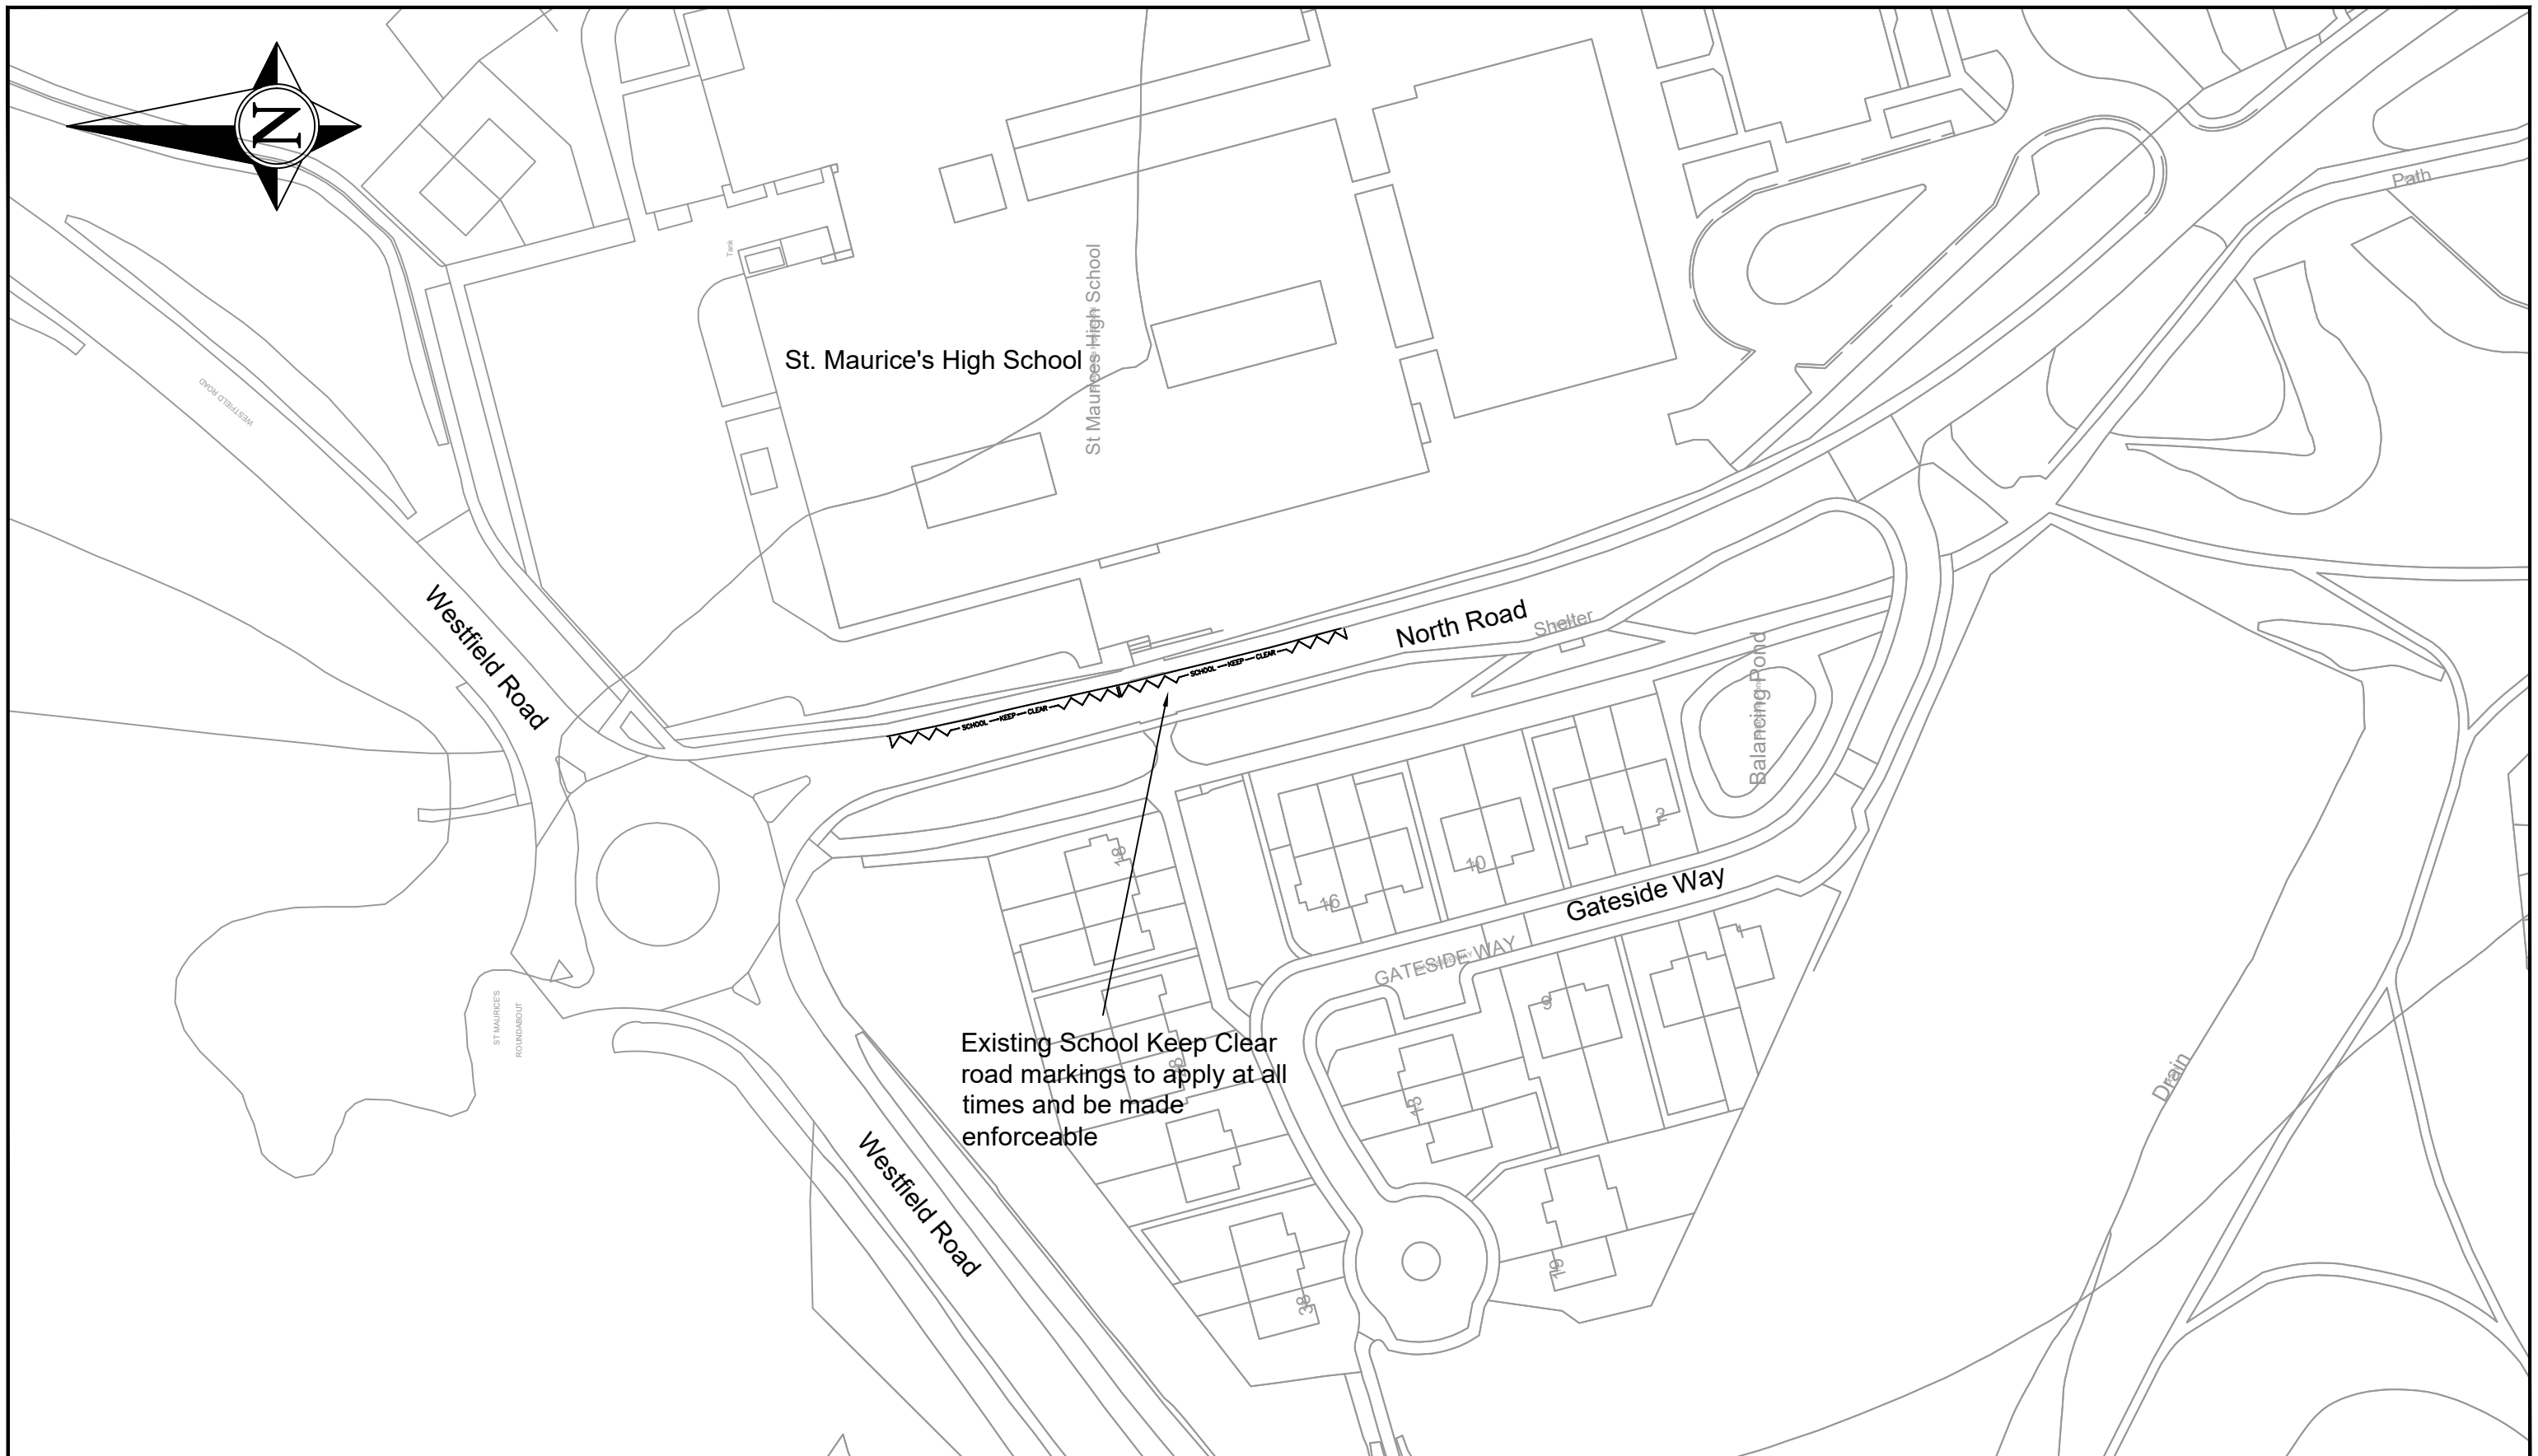 N
Path
Tank
St Maurices High School
St. Maurice's High School
WESTFIELD ROAD
Westfield Road
North Road
Shelter
SCHOOL KEEP CLEAR
SCHOOL KEEP CLEAR
Balancing Pond
2
18
10
16
Gateside Way
GATESIDE WAY
1
9
ST MAURICE'S
ROUNDABOUT
Existing School Keep Clear
road markings to apply at all
times and be made
enforceable
28
15
Drain
Westfield Road
19
38